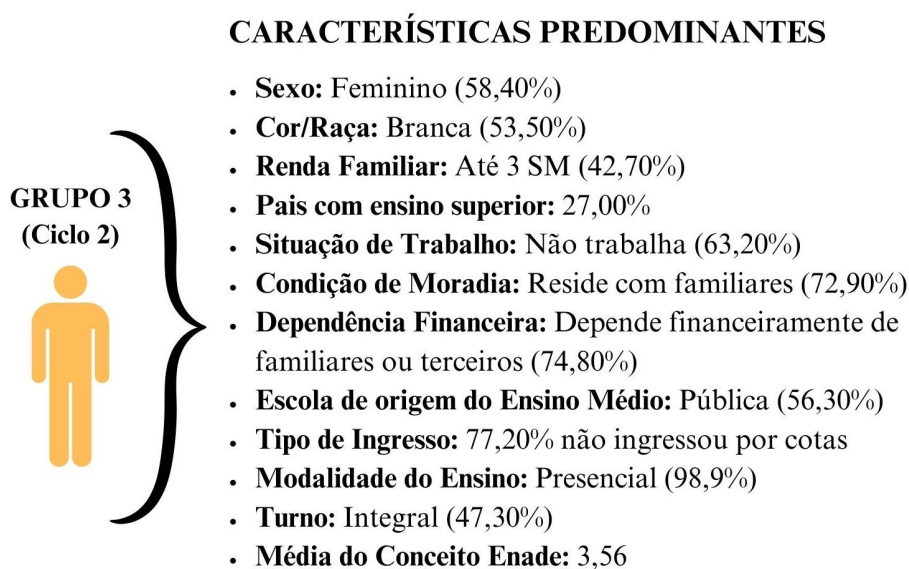 CARACTERÍSTICAS PREDOMINANTES
GRUPO 3
(Ciclo 2)
• Sexo: Feminino (58,40%)
• Cor/Raça: Branca (53,50%)
• Renda Familiar: Até 3 SM (42,70%)
• Pais com ensino superior: 27,00%
• Situação de Trabalho: Não trabalha (63,20%)
• Condição de Moradia: Reside com familiares (72,90%)
• Dependência Financeira: Depende financeiramente de
familiares ou terceiros (74,80%)
• Escola de origem do Ensino Médio: Pública (56,30%)
• Tipo de Ingresso: 77,20% não ingressou por cotas
• Modalidade do Ensino: Presencial (98,9%)
• Turno: Integral (47,30%)
• Média do Conceito Enade: 3,56